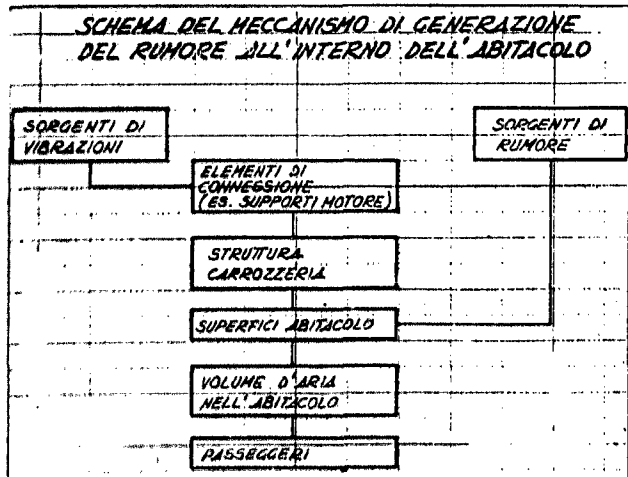 SCHEMA DEL MECCANISMO DI GENERAZIONE
DEL RUMORE ALL'INTERNO DELL'ABITACOLO
SORGENTI DI
VIBRAZIONI
SORGENTI DI
RUMORE
ELEMENTI DI
CONNESSIONE
(ES. SUPPORTI MOTORE)
STRUTTURA
CARROZZERIA
SUPERFICI ABITACOLO
VOLUME D'ARIA
NELL'ABITACOLO
PASSEGGERI